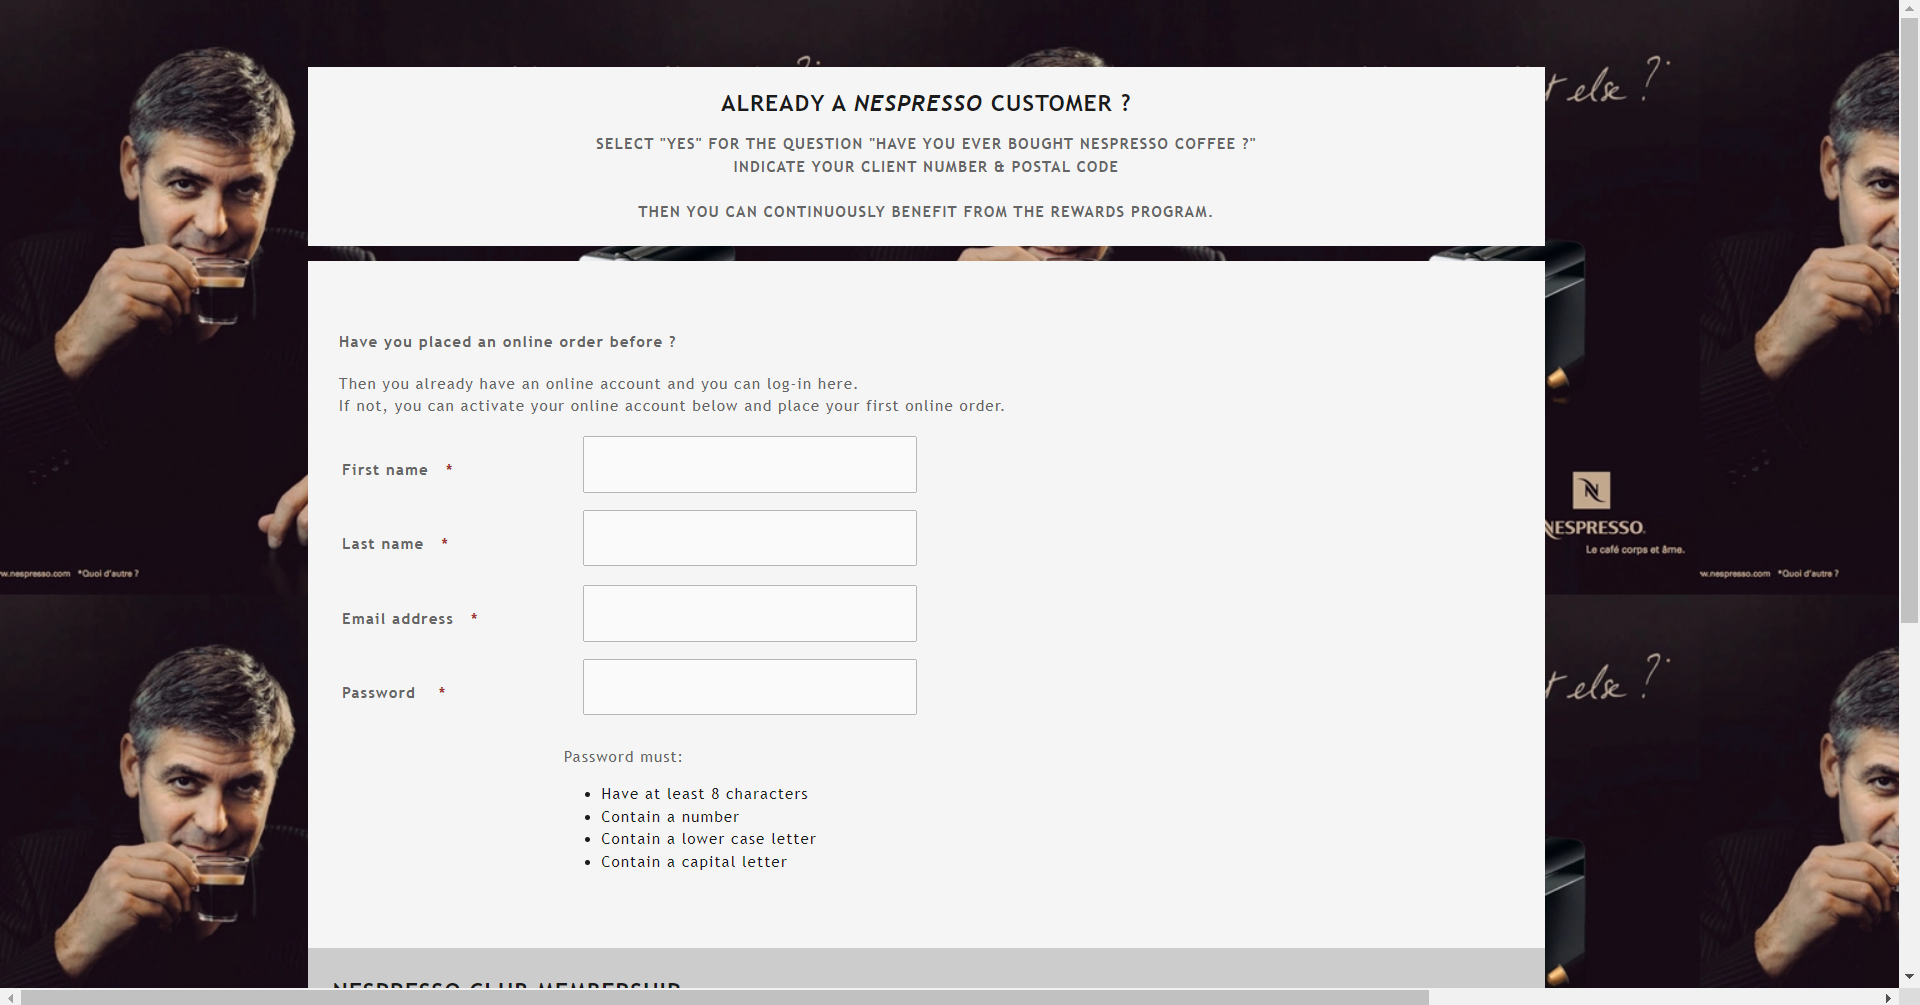 ALREADY A NESPRESSO CUSTOMER ?
SELECT "YES" FOR THE QUESTION "HAVE YOU EVER BOUGHT NESPRESSO COFFEE ?"
INDICATE YOUR CLIENT NUMBER & POSTAL CODE
THEN YOU CAN CONTINUOUSLY BENEFIT FROM THE REWARDS PROGRAM.
else ?
Have you placed an online order before ?
Then you already have an online account and you can log-in here.
If not, you can activate your online account below and place your first online order.
First name *
Last name *
Email address *
Password *
Password must:
• Have at least 8 characters
• Contain a number
• Contain a lower case letter
• Contain a capital letter
NESPRESSO CLUB MEMBERSHIP
NESPRESSO.
Le café corps et âme.
w.nespresso.com *Quoi d'autre ?
w.nespresso.com *Quoi d'autre ?
else ?